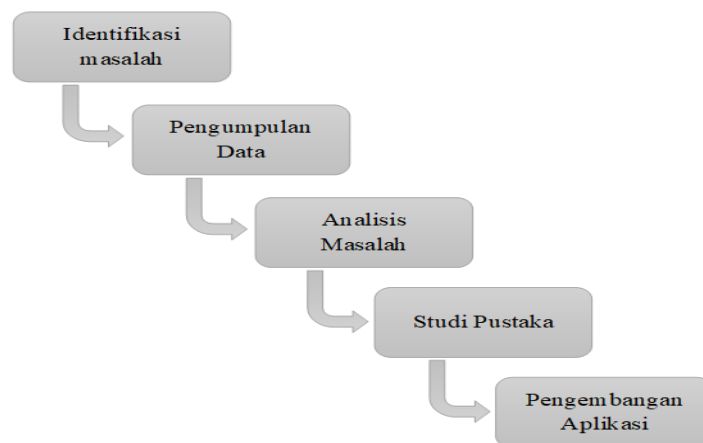 Identifikasi
masalah
Pengumpulan
Data
Analisis
Masalah
Studi Pustaka
Pengembangan
Aplikasi